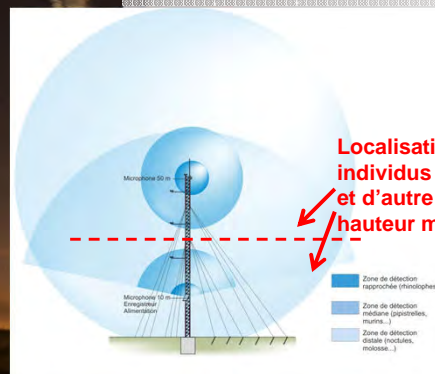 Localisati
individus
et d'autre
hauteur m
Microphone 50 m
Microphone 10 m
Enregistreur
Alimentation
Zone de détection
rapprochée (rhinolophes)
Zone de détection
médiane (pipistrelles,
murins...)
Zone de détection
distale (noctules,
molosse...)